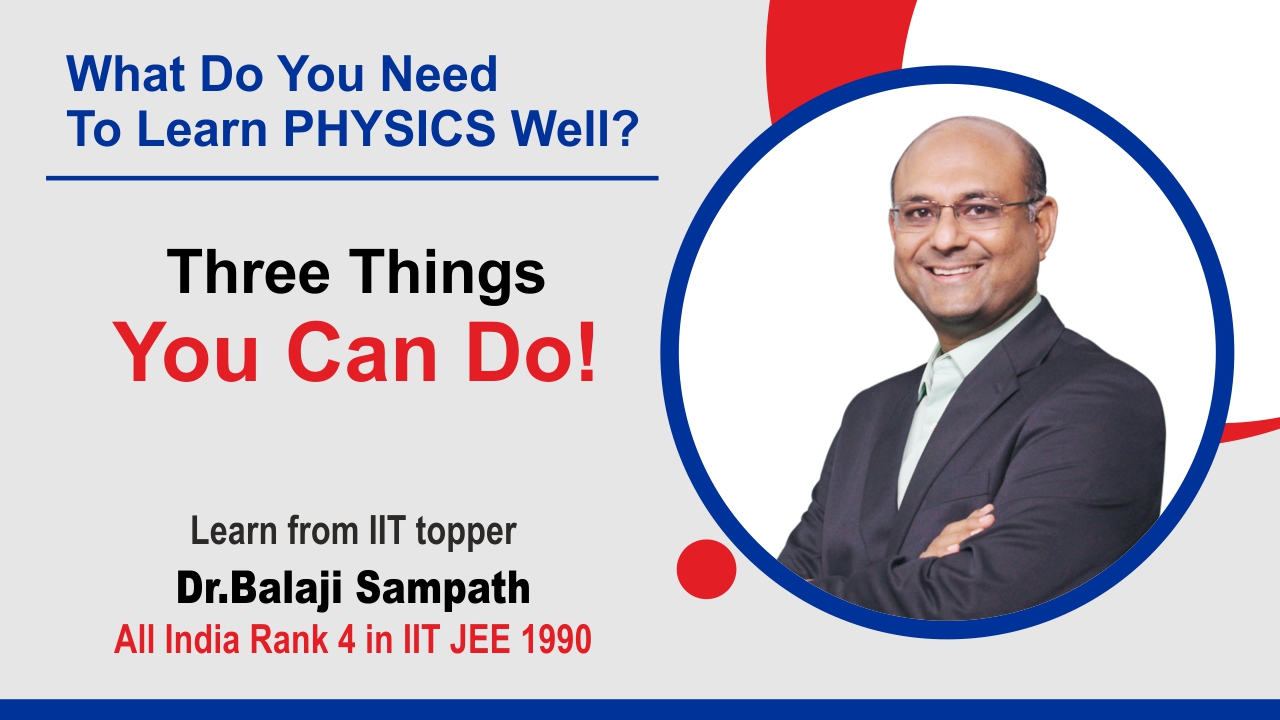 What Do You Need
To Learn PHYSICS Well?
Three Things
You Can Do!
Learn from IIT topper
Dr.Balaji Sampath
All India Rank 4 in IIT JEE 1990